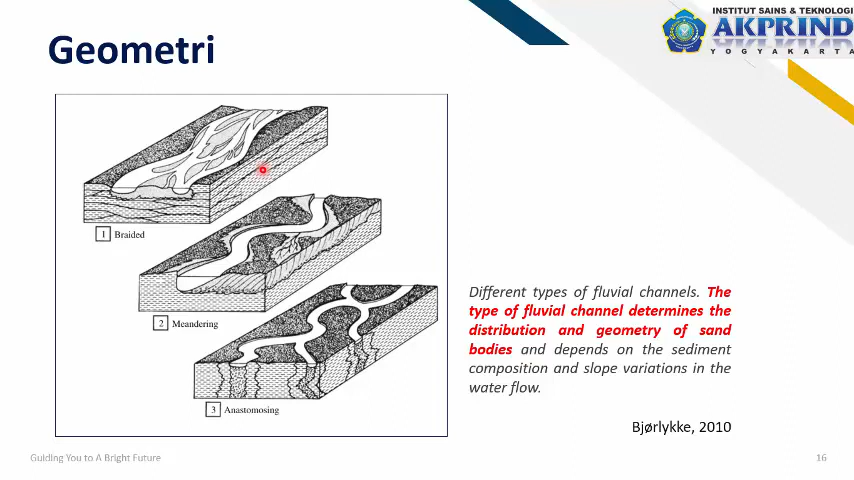 Geometri
INSTITUT SAINS & TEKNOLOGI
AKPRIND
YOGYAKARTA
1 Braided
2 Meandering
3 Anastomosing
Different types of fluvial channels. The
type of fluvial channel determines the
distribution and geometry of sand
bodies and depends on the sediment
composition and slope variations in the
water flow.
Bjørlykke, 2010
Guiding You to A Bright Future
16